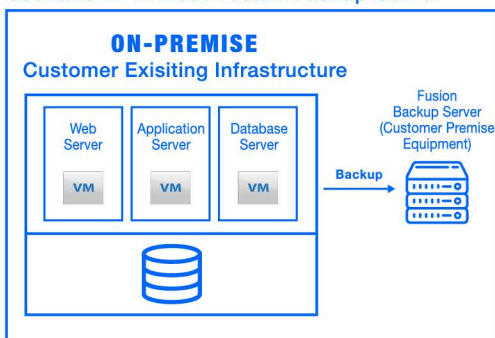 ON-PREMISE
Customer Exisiting Infrastructure
Web
Server
Application
Server
Database
Server
VM
VM
VM
Backup
Fusion
Backup Server
(Customer Premise
Equipment)